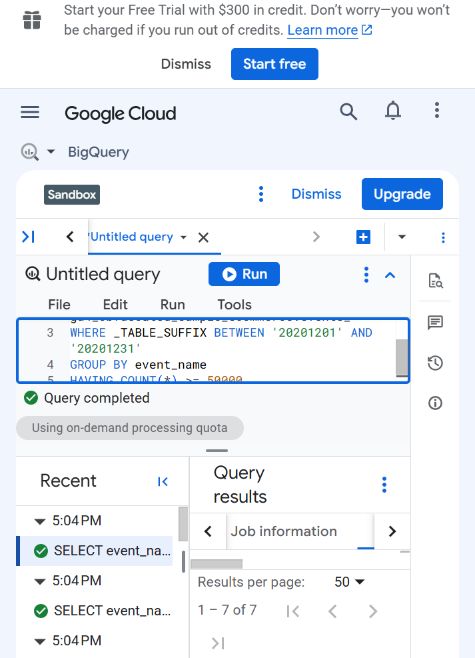 Start your Free Trial with $300 in credit. Don't worry—you won't
be charged if you run out of credits. Learn more
Dismiss Start free
Google Cloud
BigQuery
Sandbox Dismiss Upgrade
Untitled query
Untitled query Run
File Edit Run Tools
3 WHERE _TABLE_SUFFIX BETWEEN '20201201' AND
'20201231'
4 GROUP BY event_name
5 HAVING COUNT(*) >= 50000
Query completed
Using on-demand processing quota
Recent
Query
results
5:04 PM
Job information
SELECT event_na...
5:04 PM
Results per page: 50
SELECT event_na...
1 – 7 of 7
5:04 PM